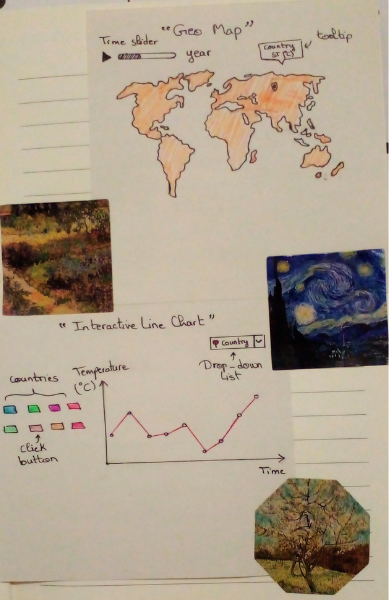 "Geo Map"
Time slider
year
tooltip
country
"Interactive Line Chart"
country
Drop-down
list
countries
click
button
Temperature
(°C)
Time